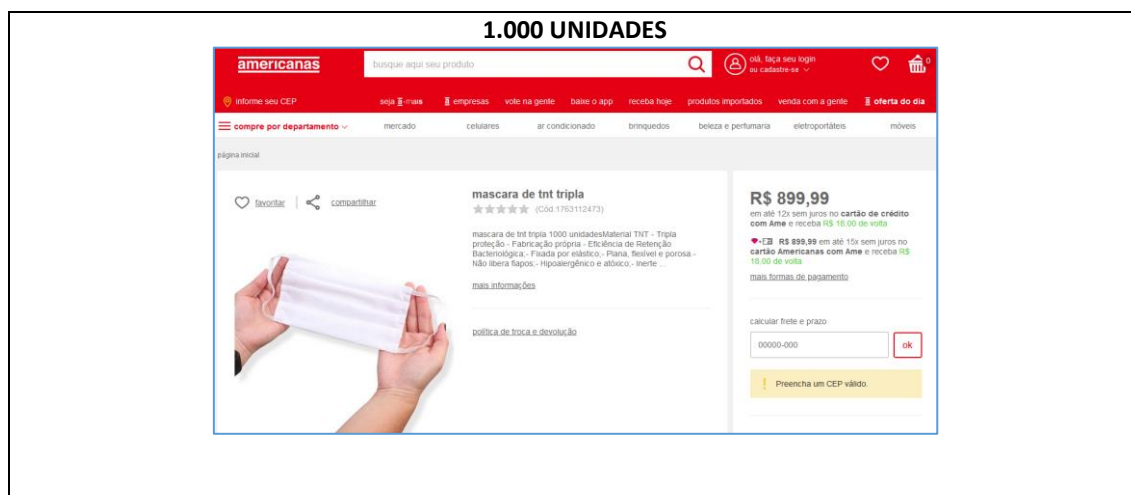 1.000 UNIDADES
americanas
busque aqui seu produto
olá, faça seu login
ou cadastre-se
0
informe seu CEP
seja mais
empresas
vote na gente
baixe o app
receba hoje
produtos importados
venda com a gente
oferta do dia
compre por departamento
mercado
celulares
ar condicionado
brinquedos
beleza e perfumaria
eletroportáteis
móveis
página inicial
favoritar
compartilhar
mascara de tnt tripla
(Cód.1763112473)
mascara de tnt tripla 1000 unidadesMaterial TNT - Tripla
proteção - Fabricação própria - Eficiência de Retenção
Bacteriológica;- Fixada por elástico;- Plana, flexível e porosa.-
Não libera fiapos;- Hipoalergênico e atóxico;- Inerte ...
mais informações
política de troca e devolução
R$ 899,99
em até 12x sem juros no cartão de crédito
com Ame e receba R$ 18,00 de volta
R$ 899,99 em até 15x sem juros no
cartão Americanas com Ame e receba R$
18,00 de volta
mais formas de pagamento
calcular frete e prazo
00000-000
ok
Preencha um CEP válido.